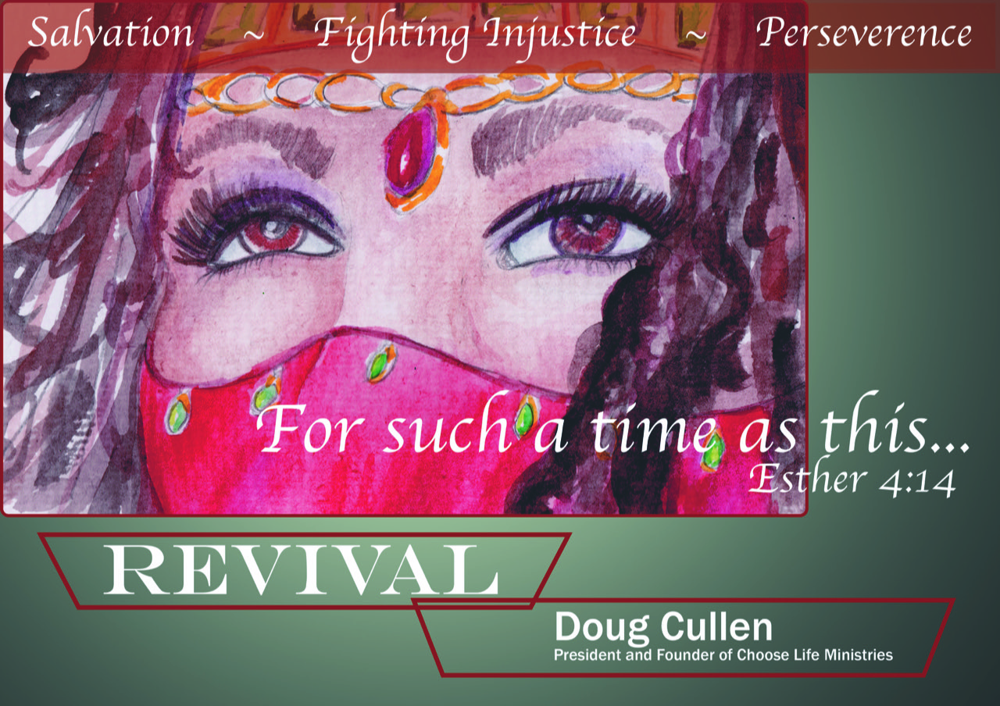 Salvation ~ Fighting Injustice ~ Perseverence
For such a time as this...
Esther 4:14
REVIVAL
Doug Cullen
President and Founder of Choose Life Ministries